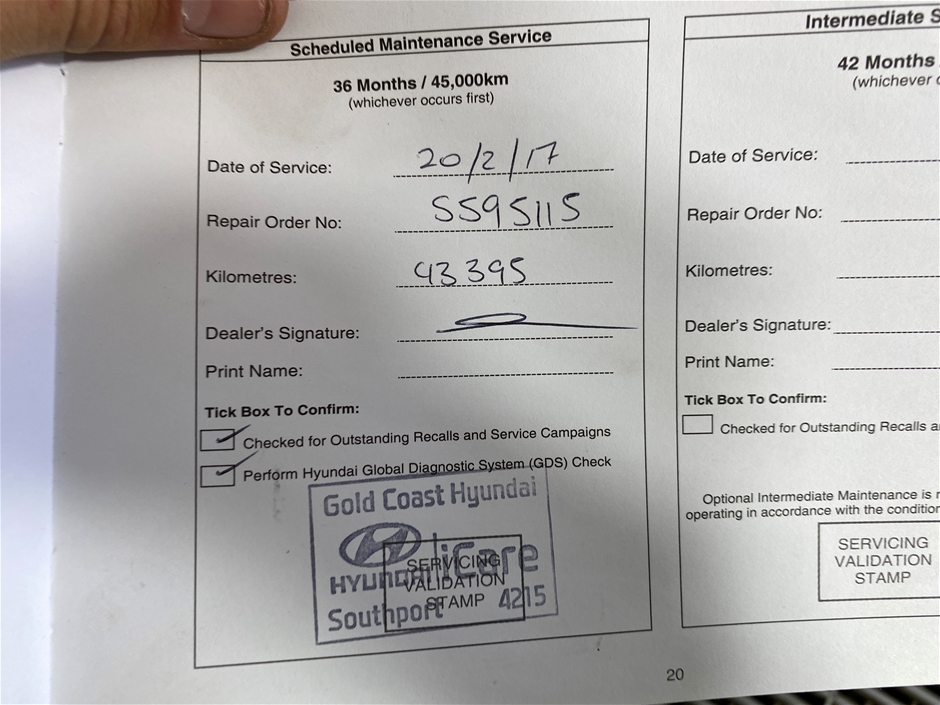 Scheduled Maintenance Service
36 Months / 45,000km
(whichever occurs first)
Date of Service: 20/2/17
Repair Order No: S595115
Kilometres: 43395
Dealer's Signature:
Print Name:
Tick Box To Confirm:
Checked for Outstanding Recalls and Service Campaigns
Perform Hyundai Global Diagnostic System (GDS) Check
Gold Coast Hyundai
HYUNDAI iCare
Southport 4215
SERVICING
VALIDATION
STAMP
Intermediate S
42 Months
(whichever
Date of Service:
Repair Order No:
Kilometres:
Dealer's Signature:
Print Name:
Tick Box To Confirm:
Checked for Outstanding Recalls a
Optional Intermediate Maintenance is
operating in accordance with the condition
SERVICING
VALIDATION
STAMP
20